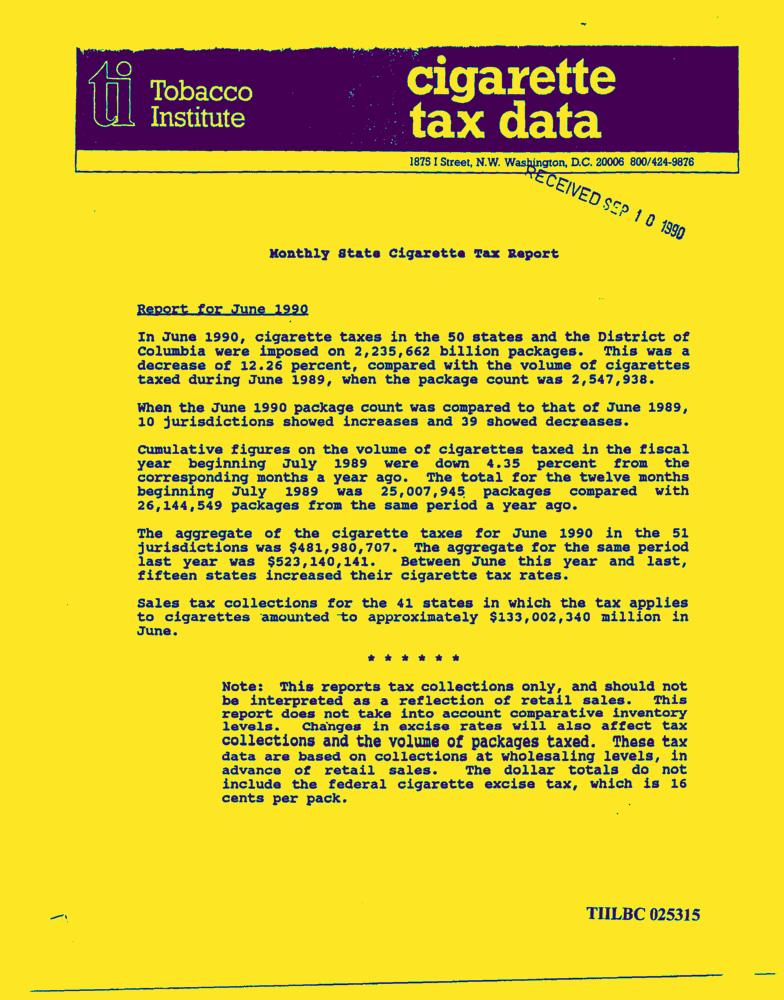 ti Tobacco Institute
cigarette tax data
1875 I Street, N.W. Washington, D.C. 20006 800/424-9876
RECEIVED SEP 10 1990
Monthly State Cigarette Tax Report
Report for June 1990
In June 1990, cigarette taxes in the 50 states and the District of
Columbia were imposed on 2,235,662 billion packages. This was a
decrease of 12.26 percent, compared with the volume of cigarettes
taxed during June 1989, when the package count was 2,547,938.
When the June 1990 package count was compared to that of June 1989,
10 jurisdictions showed increases and 39 showed decreases.
Cumulative figures on the volume of cigarettes taxed in the fiscal
year beginning July 1989 were down 4.35 percent from the
corresponding months a year ago. The total for the twelve months
beginning July 1989 was 25,007,945 packages compared with
26,144,549 packages from the same period a year ago.
The aggregate of the cigarette taxes for June 1990 in the 51
jurisdictions was $481,980,707. The aggregate for the same period
last year was $523,140,141. Between June this year and last,
fifteen states increased their cigarette tax rates.
Sales tax collections for the 41 states in which the tax applies
to cigarettes amounted to approximately $133,002,340 million in
June.
* * * * * *
Note: This reports tax collections only, and should not
be interpreted as a reflection of retail sales. This
report does not take into account comparative inventory
levels. Changes in excise rates will also affect tax
collections and the volume of packages taxed. These tax
data are based on collections at wholesaling levels, in
advance of retail sales. The dollar totals do not
include the federal cigarette excise tax, which is 16
cents per pack.
TIILBC 025315